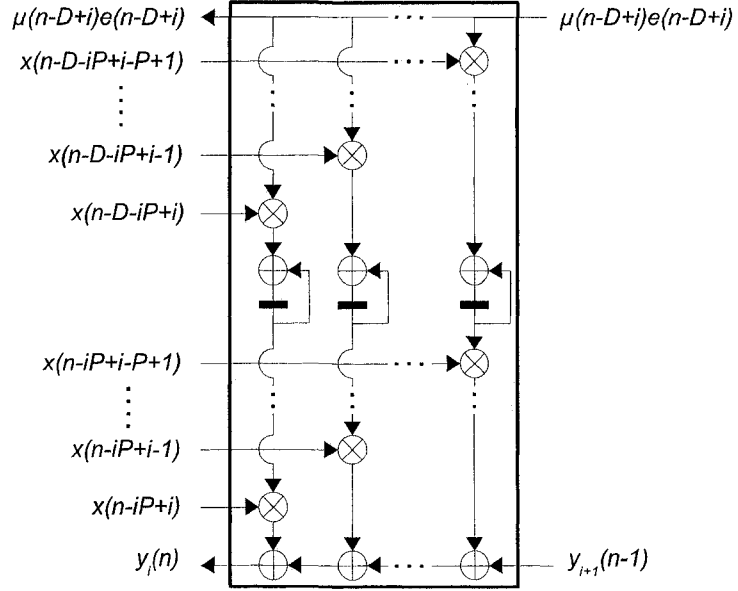 μ(n-D+i)e(n-D+i) ... μ(n-D+i)e(n-D+i)
x(n-D-iP+i-P+1) ...
x(n-D-iP+i-1)
x(n-D-iP+i)
x(n-iP+i-P+1) ...
x(n-iP+i-1)
x(n-iP+i)
y_i(n) ... y_{i+1}(n-1)